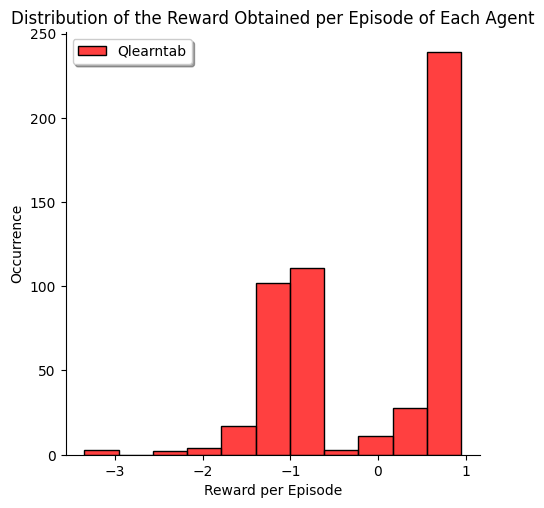 Distribution of the Reward Obtained per Episode of Each Agent
Qlearntab
250
200
150
100
50
0
Occurrence
−3
−2
−1
0
1
Reward per Episode